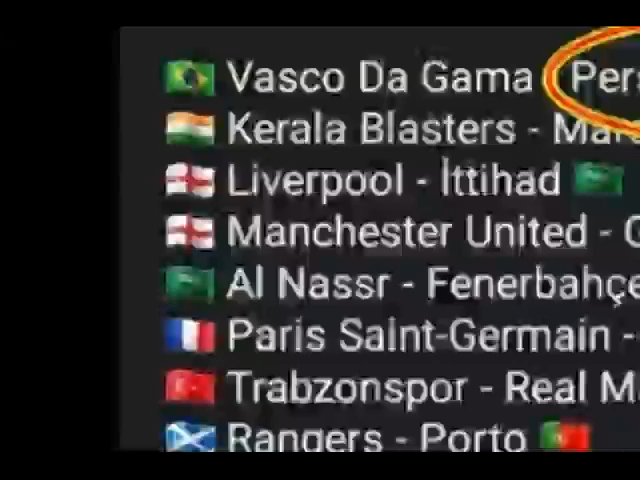 🇧🇷 Vasco Da Gama
🇮🇳 Kerala Blasters -
🏴󠁧󠁢󠁥󠁮󠁧󠁿 Liverpool - İttihad 🇸🇦
🏴󠁧󠁢󠁥󠁮󠁧󠁿 Manchester United -
🇸🇦 Al Nassr - Fenerbahçe
🇫🇷 Paris Saint-Germain -
🇹🇷 Trabzonspor - Real
🏴󠁧󠁢󠁳󠁣󠁴󠁿 Rangers - Porto 🇵🇹